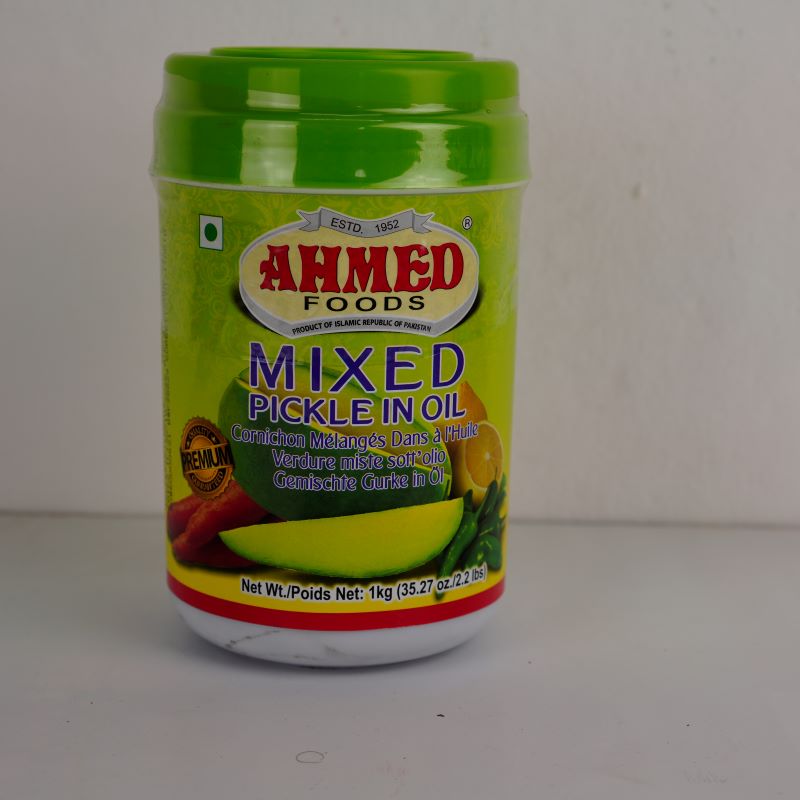 ESTD. 1952
®
AHMED
FOODS
PRODUCT OF ISLAMIC REPUBLIC OF PAKISTAN
MIXED
PICKLE IN OIL
Cornichon Mélangés Dans à l'Huile
Verdure miste sott'olio
Gemischte Gurke in Öl
QUALITY
PREMIUM
Net Wt./Poids Net: 1kg (35.27 oz./2.2 lbs)